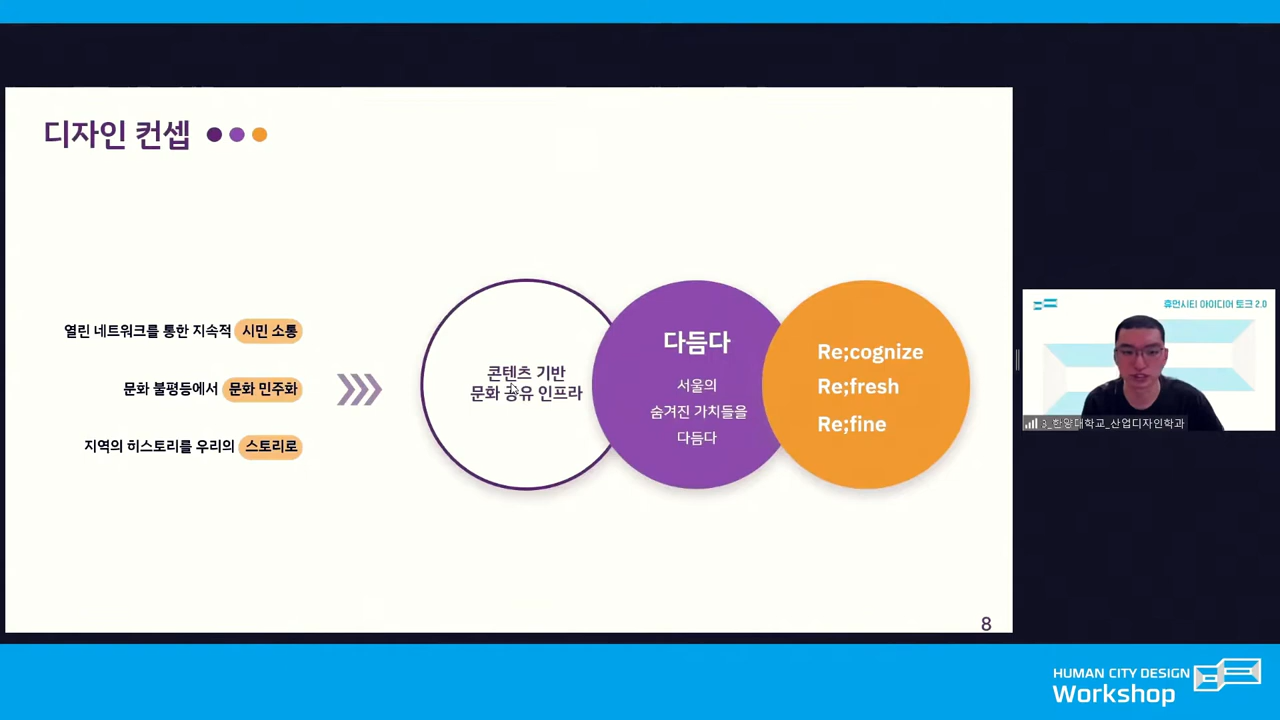 디자인 컨셉
열린 네트워크를 통한 지속적 시민 소통
문화 불평등에서 문화 민주화
지역의 히스토리를 우리의 스토리로
콘텐츠 기반
문화 공유 인프라
다듬다
서울의
숨겨진 가치들을
다듬다
Re;cognize
Re;fresh
Re;fine
8
휴먼시티 아이디어 토크 2.0
3_한양대학교_산업디자인학과
HUMAN CITY DESIGN
Workshop